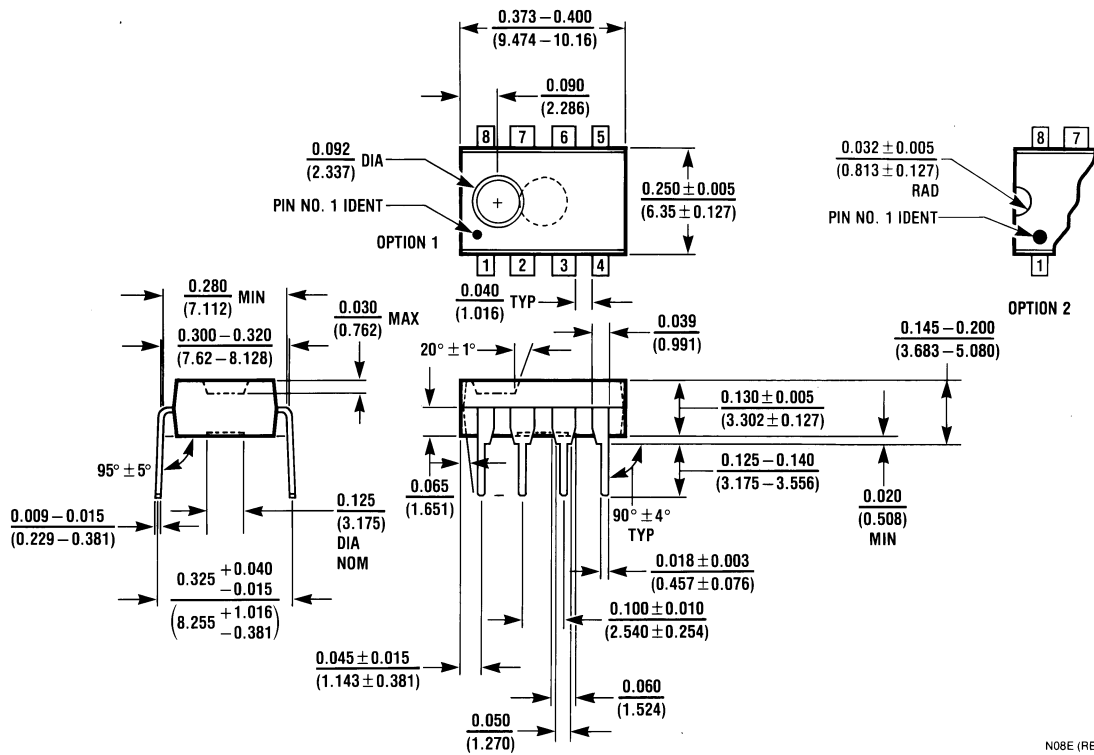 0.373 – 0.400
(9.474 – 10.16)
0.090
(2.286)
8 7 6 5
0.092 DIA
(2.337)
PIN NO. 1 IDENT
OPTION 1
1 2 3 4
0.250 ± 0.005
(6.35 ± 0.127)
8 7
0.032 ± 0.005
(0.813 ± 0.127)
RAD
PIN NO. 1 IDENT
1
OPTION 2
0.280 MIN
(7.112)
0.300 – 0.320
(7.62 – 8.128)
0.030 MAX
(0.762)
0.040 TYP
(1.016)
0.039
(0.991)
0.145 – 0.200
(3.683 – 5.080)
20° ± 1°
0.130 ± 0.005
(3.302 ± 0.127)
95° ± 5°
0.065
(1.651)
0.125 – 0.140
(3.175 – 3.556)
0.020
(0.508)
MIN
90° ± 4°
TYP
0.009 – 0.015
(0.229 – 0.381)
0.125
(3.175)
DIA
NOM
0.018 ± 0.003
(0.457 ± 0.076)
0.325 +0.040
−0.015
(8.255 +1.016
−0.381)
0.100 ± 0.010
(2.540 ± 0.254)
0.045 ± 0.015
(1.143 ± 0.381)
0.060
(1.524)
0.050
(1.270)
N08E